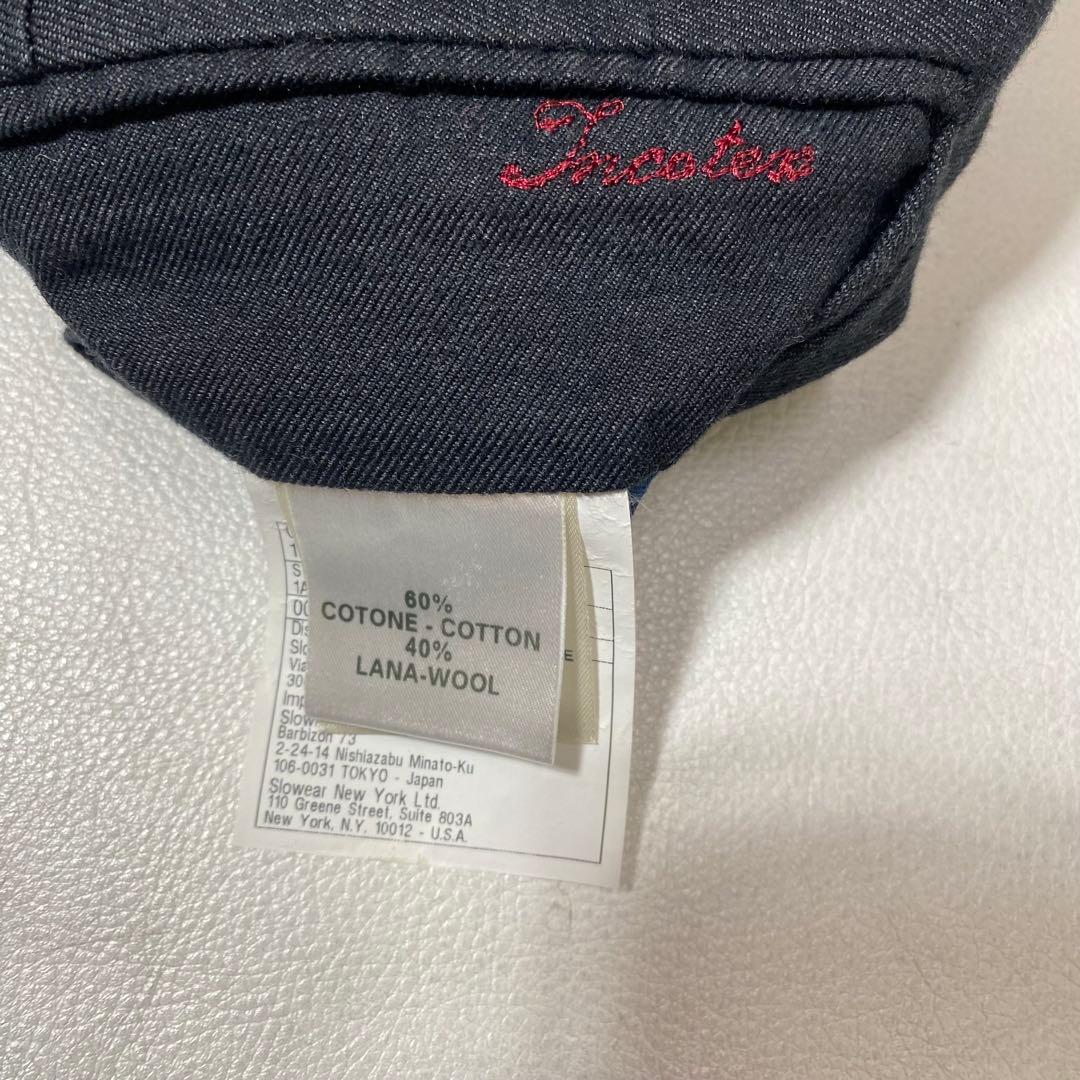 Incotex
60%
COTONE - COTTON
40%
LANA-WOOL
E
Barbizon 73
2-24-14 Nishiazabu Minato-Ku
106-0031 TOKYO - Japan
Slowear New York Ltd.
110 Greene Street, Suite 803A
New York, N.Y. 10012 - U.S.A.